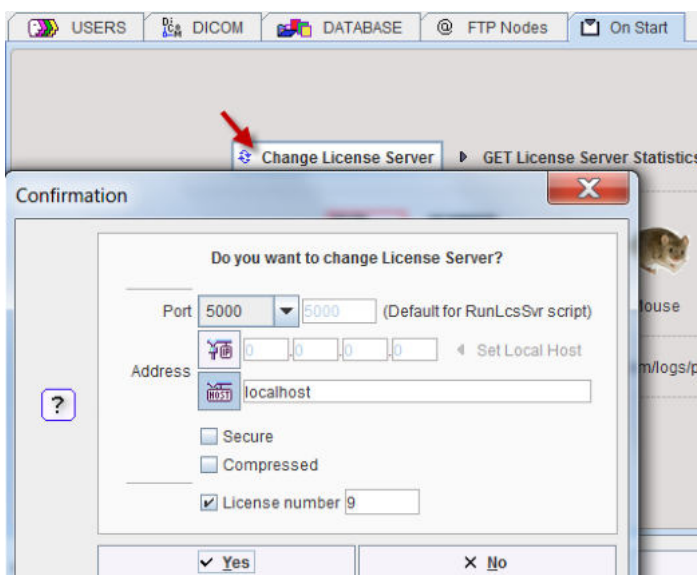 USERS DICOM DATABASE @ FTP Nodes On Start
Change License Server GET License Server Statistics
Confirmation
Do you want to change License Server?
Port 5000 5000 (Default for RunLcsSvr script)
Address
0 .0 .0 .0 Set Local Host
HOST localhost
Secure
Compressed
License number 9
Yes No
?
m/logs/p